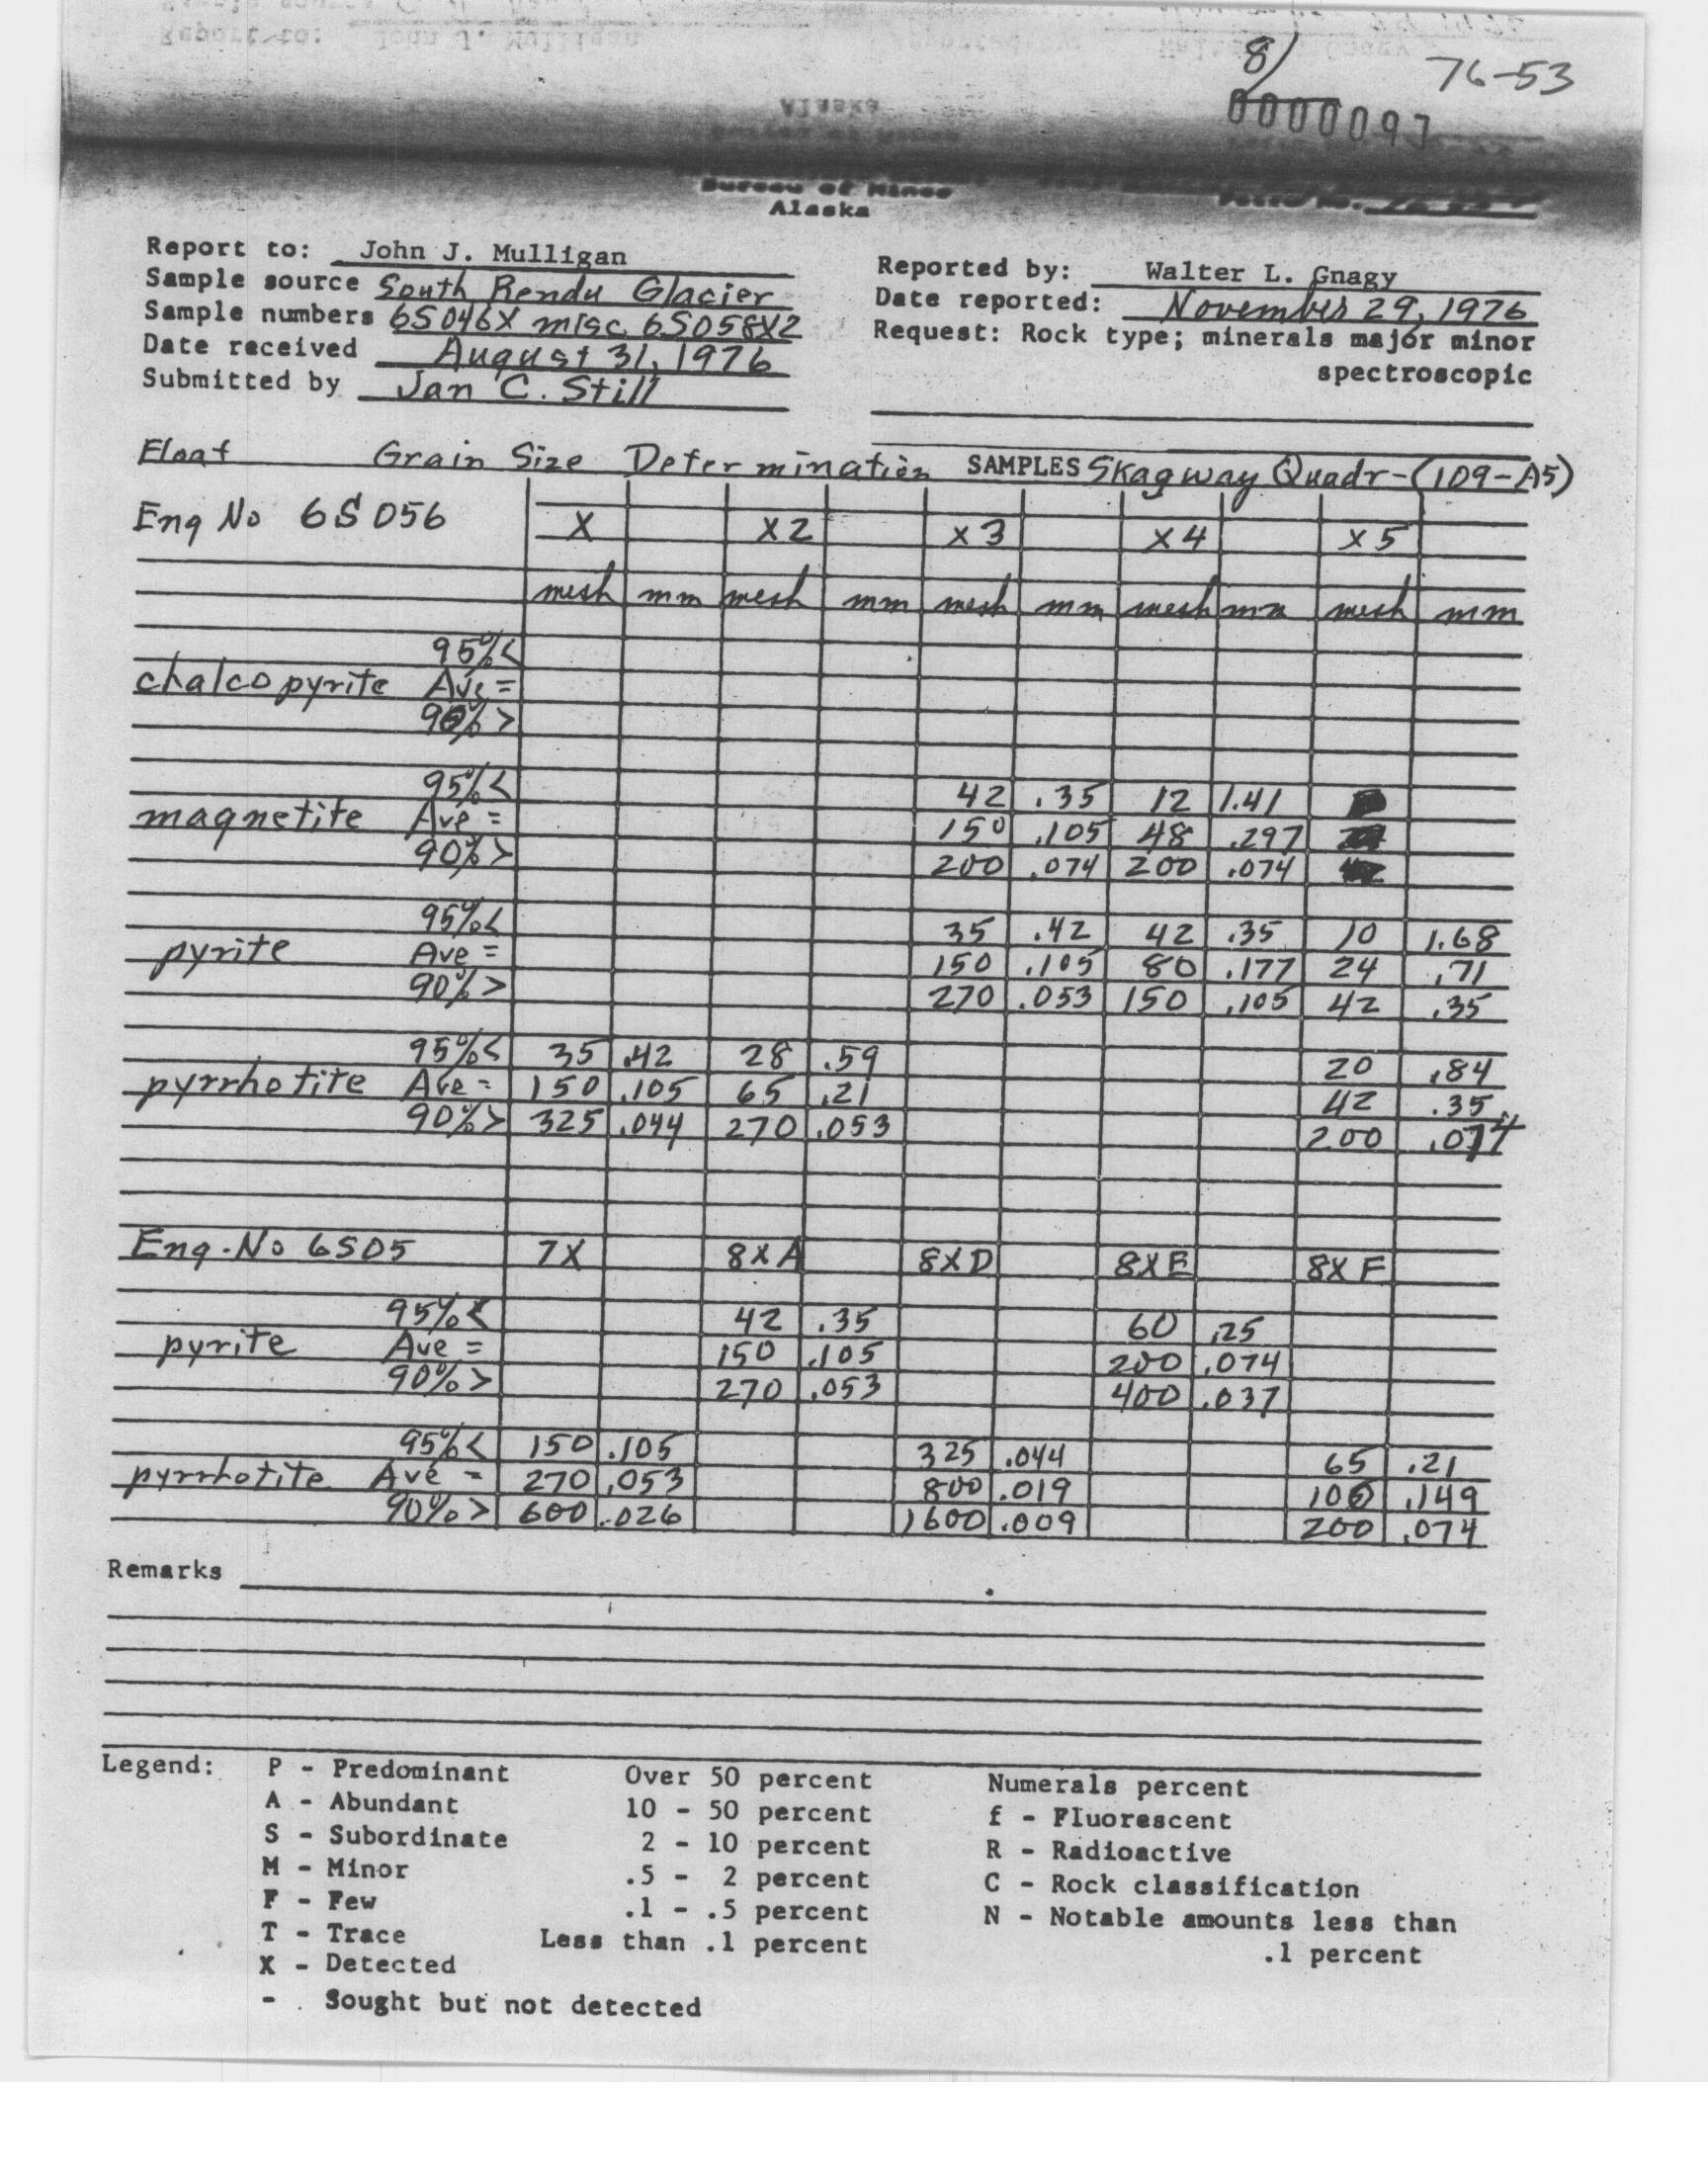 8/ 76-53
0000097
Bureau of Mines
Alaska
Report to: John J. Mulligan
Sample source South Rendu Glacier
Sample numbers 6S046X misc. 6S058X2
Date received August 31, 1976
Submitted by Jan C. Still
Reported by: Walter L. Gnagy
Date reported: November 29, 1976
Request: Rock type; minerals major minor
spectroscopic
Float Grain Size Determination SAMPLES Skagway Quadr-(109-A5)
Eng No 6S056 X X2 X3 X4 X5
mesh mm mesh mm mesh mm mesh mm mesh mm
95%<
chalcopyrite Ave =
90%>
95%< 42 .35 12 1.41
magnetite Ave = 150 .105 48 .297
90%> 200 .074 200 .074
95%< 35 .42 42 .35 10 1.68
pyrite Ave = 150 .105 80 .177 24 .71
90%> 270 .053 150 .105 42 .35
95%< 35 .42 28 .59 20 .84
pyrrhotite Ave = 150 .105 65 .21 42 .35
90%> 325 .044 270 .053 200 .074
Eng. No 6S05 7X 8XA 8XD 8XE 8XF
95%< 42 .35 60 .25
pyrite Ave = 150 .105 200 .074
90%> 270 .053 400 .037
95%< 150 .105 325 .044 65 .21
pyrrhotite Ave = 270 .053 800 .019 100 .149
90%> 600 .026 1600 .009 200 .074
Remarks
Legend: P - Predominant Over 50 percent Numerals percent
A - Abundant 10 - 50 percent f - Fluorescent
S - Subordinate 2 - 10 percent R - Radioactive
M - Minor .5 - 2 percent C - Rock classification
F - Few .1 - .5 percent N - Notable amounts less than
T - Trace Less than .1 percent .1 percent
X - Detected
- Sought but not detected